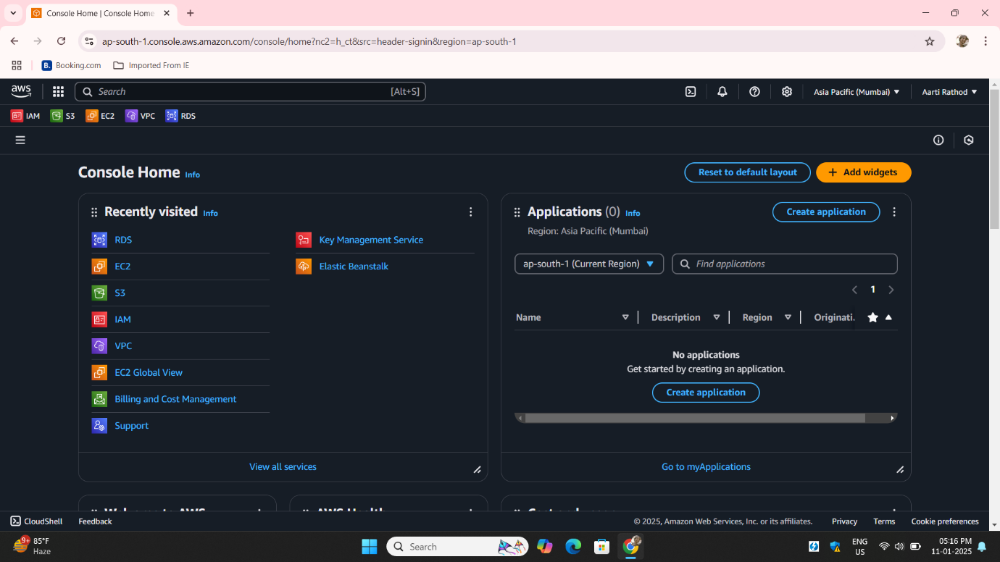 Console Home | Console Home
ap-south-1.console.aws.amazon.com/console/home?nc2=h_ct&src=header-signin&region=ap-south-1
B. Booking.com Imported From IE
aws Search [Alt+S] Asia Pacific (Mumbai) Aarti Rathod
IAM S3 EC2 VPC RDS
Console Home Info
Reset to default layout
+ Add widgets
Recently visited Info
RDS
EC2
S3
IAM
VPC
EC2 Global View
Billing and Cost Management
Support
Key Management Service
Elastic Beanstalk
View all services
Applications (0) Info
Create application
Region: Asia Pacific (Mumbai)
ap-south-1 (Current Region)
Find applications
1
Name Description Region Originati.
No applications
Get started by creating an application.
Create application
Go to myApplications
CloudShell Feedback © 2025, Amazon Web Services, Inc. or its affiliates. Privacy Terms Cookie preferences
9+
85°F
Haze
Search
ENG
US
05:16 PM
11-01-2025